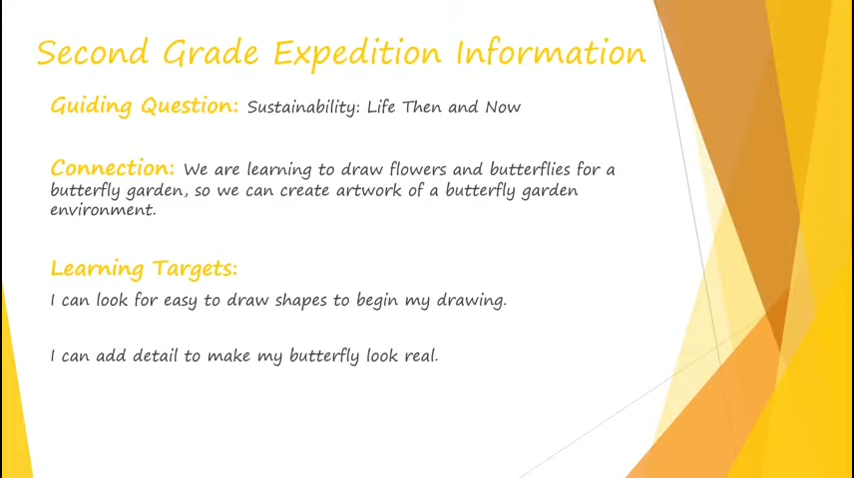 Second Grade Expedition Information
Guiding Question: Sustainability: Life Then and Now
Connection: We are learning to draw flowers and butterflies for a
butterfly garden, so we can create artwork of a butterfly garden
environment.
Learning Targets:
I can look for easy to draw shapes to begin my drawing.
I can add detail to make my butterfly look real.